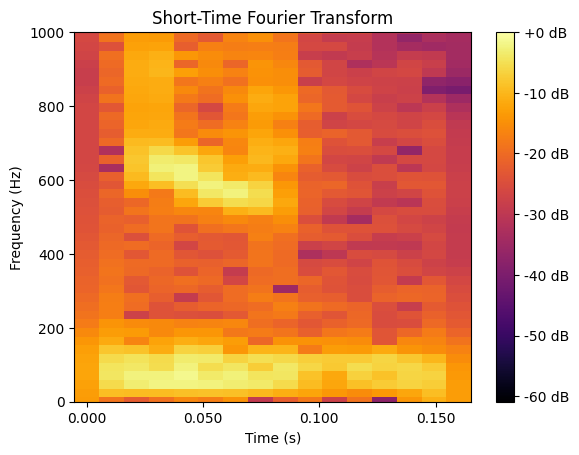 Short-Time Fourier Transform
1000
800
600
400
200
0
Frequency (Hz)
0.000
0.050
0.100
0.150
Time (s)
+0 dB
-10 dB
-20 dB
-30 dB
-40 dB
-50 dB
-60 dB